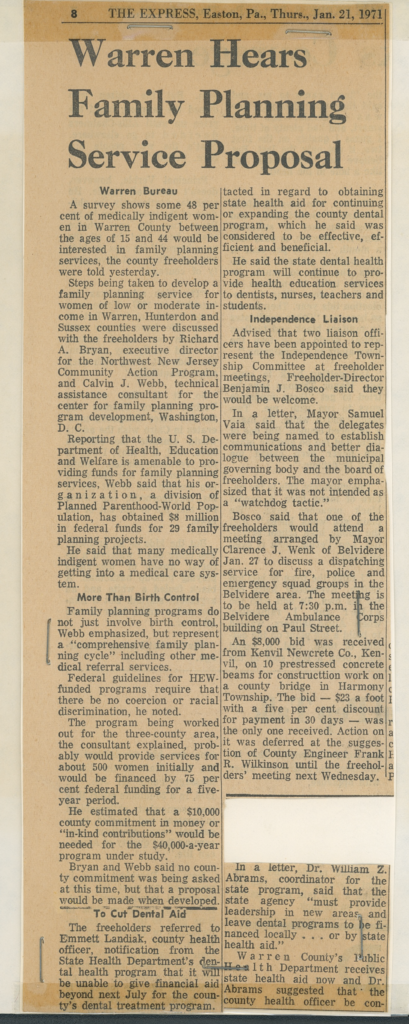 8 THE EXPRESS, Easton, Pa., Thurs., Jan. 21, 1971
Warren Hears
Family Planning
Service Proposal
Warren Bureau
A survey shows some 48 per
cent of medically indigent wom-
en in Warren County between
the ages of 15 and 44 would be
interested in family planning
services, the county freeholders
were told yesterday.
Steps being taken to develop a
family planning service for
women of low or moderate in-
come in Warren, Hunterdon and
Sussex counties were discussed
with the freeholders by Richard
A. Bryan, executive director
for the Northwest New Jersey
Community Action Program,
and Calvin J. Webb, technical
assistance consultant for the
center for family planning pro-
gram development, Washington,
D. C.
Reporting that the U. S. De-
partment of Health, Education
and Welfare is amenable to pro-
viding funds for family planning
services, Webb said that his or-
ganization, a division of
Planned Parenthood-World Pop-
ulation, has obtained $8 million
in federal funds for 29 family
planning projects.
He said that many medically
indigent women have no way of
getting into a medical care sys-
tem.
More Than Birth Control
Family planning programs do
not just involve birth control,
Webb emphasized, but represent
a "comprehensive family plan-
ning cycle" including other me-
dical referral services.
Federal guidelines for HEW-
funded programs require that
there be no coercion or racial
discrimination, he noted.
The program being worked
out for the three-county area,
the consultant explained, prob-
ably would provide services for
about 500 women initially and
would be financed by 75 per
cent federal funding for a five-
year period.
He estimated that a $10,000
county commitment in money or
"in-kind contributions" would be
needed for the $40,000-a-year
program under study.
Bryan and Webb said no coun-
ty commitment was being asked
at this time, but that a proposal
would be made when developed.
To Cut Dental Aid
The freeholders referred to
Emmett Landiak, county health
officer, notification from the
State Health Department's den-
tal health program that it will
be unable to give financial aid
beyond next July for the coun-
ty's dental treatment program.
In a letter, Dr. William Z.
Abrams, coordinator for the
state program, said that the
state agency "must provide
leadership in new areas and
leave dental programs to be fi-
nanced locally . . . or by state
health aid."
Warren County's Public
Health Department receives
state health aid now and Dr.
Abrams suggested that the
county health officer be con-
tacted in regard to obtaining
state health aid for continuing
or expanding the county dental
program, which he said was
considered to be effective, ef-
ficient and beneficial.
He said the state dental health
program will continue to pro-
vide health education services
to dentists, nurses, teachers and
students.
Independence Liaison
Advised that two liaison offi-
cers have been appointed to rep-
resent the Independence Town-
ship Committee at freeholder
meetings, Freeholder-Director
Benjamin J. Bosco said they
would be welcome.
In a letter, Mayor Samuel
Vaia said that the delegates
were being named to establish
communications and better dia-
logue between the municipal
governing body and the board of
freeholders. The mayor empha-
sized that it was not intended as
a "watchdog tactic."
Bosco said that one of the
freeholders would attend a
meeting arranged by Mayor
Clarence J. Wenk of Belvidere
Jan. 27 to discuss a dispatching
service for fire, police and
emergency squad groups in the
Belvidere area. The meeting is
to be held at 7:30 p.m. in the
Belvidere Ambulance Corps
building on Paul Street.
An $8,000 bid was received
from Kenvil Newcrete Co., Ken-
vil, on 10 prestressed concrete
beams for construction work on
a county bridge in Harmony
Township. The bid — $23 a foot
with a five per cent discount
for payment in 30 days — was
the only one received. Action on
it was deferred at the sugges-
tion of County Engineer Frank
R. Wilkinson until the freehol-
ders' meeting next Wednesday.